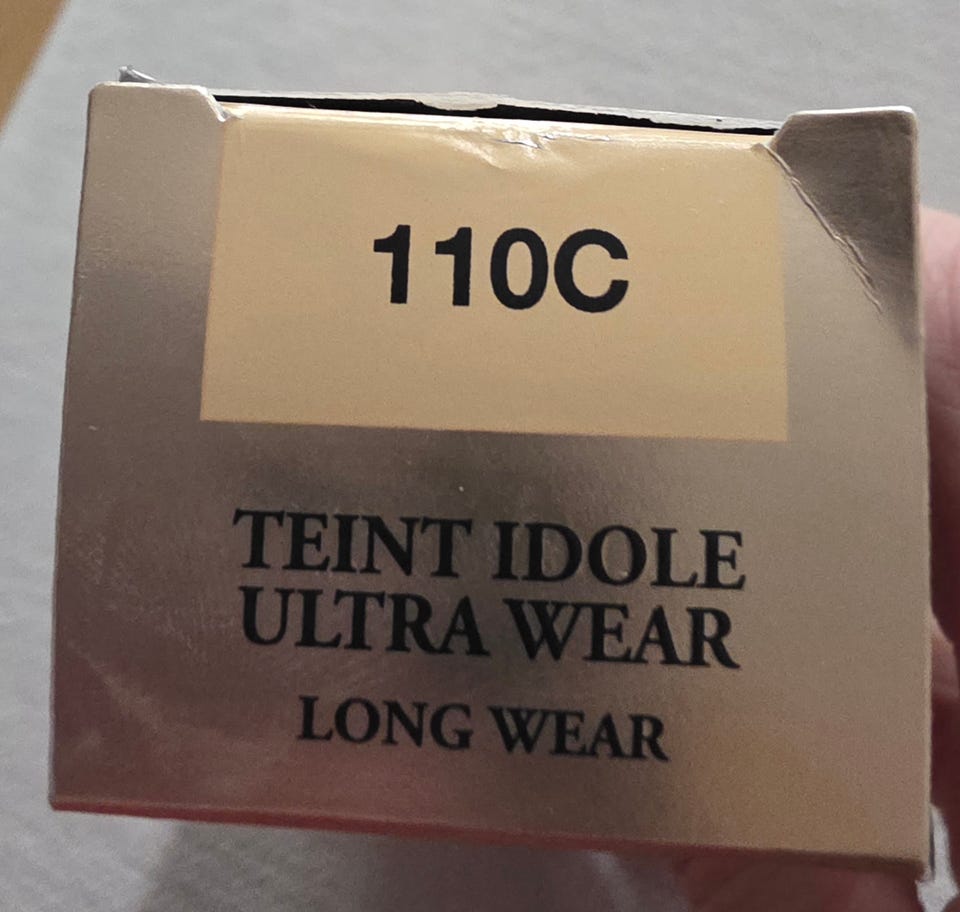 110C
TEINT IDOLE
ULTRA WEAR
LONG WEAR